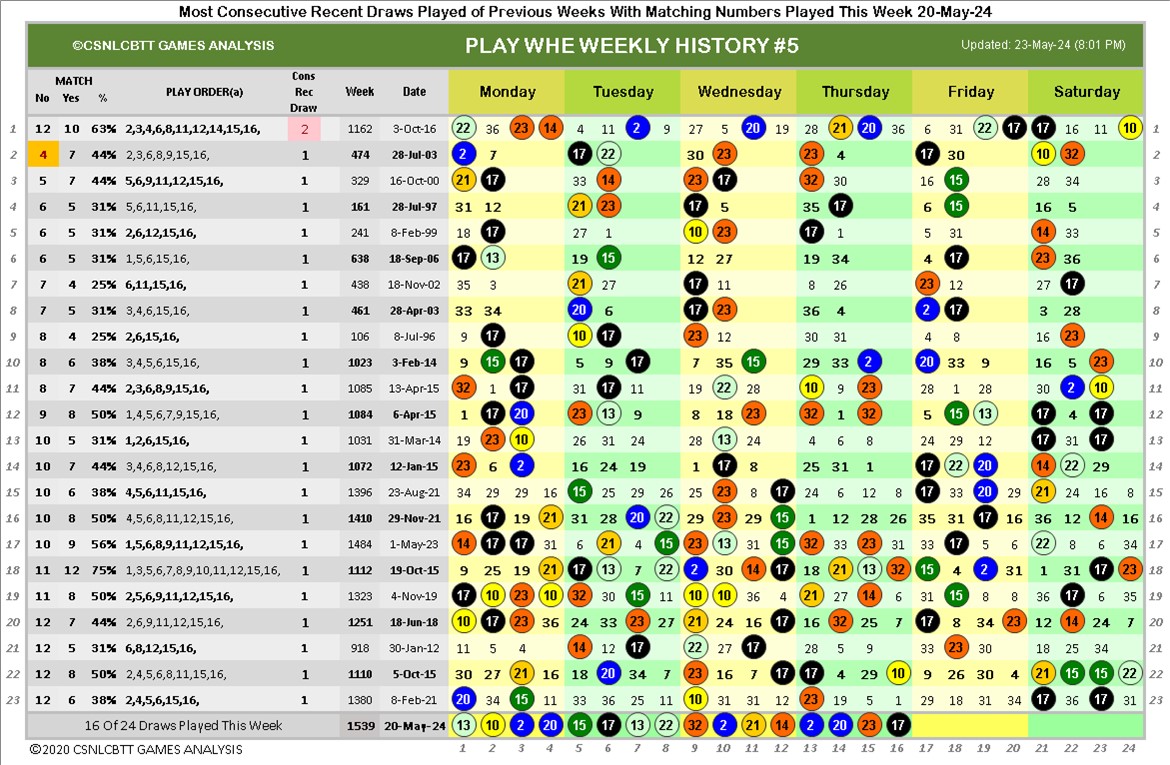 Most Consecutive Recent Draws Played of Previous Weeks With Matching Numbers Played This Week 20-May-24
©CSNLCBTT GAMES ANALYSIS PLAY WHE WEEKLY HISTORY #5 Updated: 23-May-24 (8:01 PM)
No MATCH Yes % PLAY ORDER(a) Cons Rec Draw Week Date Monday Tuesday Wednesday Thursday Friday Saturday
1 12 10 63% 2,3,4,6,8,11,12,14,15,16, 2 1162 3-Oct-16 22 36 23 14 4 11 2 9 27 5 20 19 28 21 15 36 6 31 22 17 17 16 11 10 1
2 4 7 44% 2,3,6,8,9,15,16, 1 474 28-Jul-03 2 7 17 22 30 23 23 4 17 30 10 32 2
3 5 7 44% 5,6,9,11,12,15,16, 1 329 16-Oct-00 21 17 33 14 23 17 32 30 16 15 28 34 3
4 6 5 31% 5,6,11,15,16, 1 161 28-Jul-97 31 12 21 23 17 5 35 17 6 15 16 5 4
5 6 5 31% 2,6,12,15,16, 1 241 8-Feb-99 18 17 27 1 10 23 17 1 5 31 14 33 5
6 6 5 31% 1,5,6,15,16, 1 638 18-Sep-06 17 13 19 15 12 27 19 34 4 17 23 36 6
7 7 4 25% 6,11,15,16, 1 438 18-Nov-02 35 3 21 27 17 11 8 26 23 12 27 17 7
8 7 5 31% 3,4,6,15,16, 1 461 28-Apr-03 33 34 20 6 17 23 36 4 2 17 3 28 8
9 8 4 25% 2,6,15,16, 1 106 8-Jul-96 9 17 10 17 23 12 30 31 4 8 16 23 9
10 8 6 38% 3,4,5,6,15,16, 1 1023 3-Feb-14 9 15 17 5 9 17 7 35 15 29 33 2 20 33 9 16 5 23 10
11 8 7 44% 2,3,6,8,9,15,16, 1 1085 13-Apr-15 32 1 17 31 17 11 19 22 28 10 9 23 28 1 28 30 2 10 11
12 9 8 50% 1,4,5,6,7,9,15,16, 1 1084 6-Apr-15 1 17 20 23 13 9 8 18 23 32 1 32 5 15 13 17 4 17 12
13 10 5 31% 1,2,6,15,16, 1 1031 31-Mar-14 19 23 10 26 31 24 28 13 24 4 6 8 24 29 12 17 31 17 13
14 10 7 44% 3,4,6,8,12,15,16, 1 1072 12-Jan-15 23 6 2 16 24 19 1 17 8 25 31 1 17 22 20 14 22 29 14
15 10 6 38% 4,5,6,11,15,16, 1 1396 23-Aug-21 34 29 29 16 15 25 29 26 25 23 8 17 24 6 12 8 17 33 20 29 21 24 16 8 15
16 10 8 50% 4,5,6,8,11,12,15,16, 1 1410 29-Nov-21 16 17 19 21 31 28 20 22 29 23 29 15 1 12 28 26 35 31 17 16 36 12 14 16 16
17 10 9 56% 1,5,6,8,9,11,12,15,16, 1 1484 1-May-23 14 17 17 31 6 21 4 15 23 13 31 15 32 33 23 31 33 17 5 6 22 8 6 34 17
18 11 12 75% 1,3,5,6,7,8,9,10,11,12,15,16, 1 1112 19-Oct-15 9 25 19 21 17 13 7 22 2 30 14 17 18 21 13 32 15 4 2 31 1 31 17 23 18
19 11 8 50% 2,5,6,9,11,12,15,16, 1 1323 4-Nov-19 17 10 23 10 32 30 15 11 10 10 36 4 21 27 14 6 31 15 8 8 36 17 6 35 19
20 12 7 44% 2,6,9,11,12,15,16, 1 1251 18-Jun-18 10 17 23 36 24 33 23 27 21 24 16 17 16 32 25 7 17 8 34 23 12 14 24 7 20
21 12 5 31% 6,8,12,15,16, 1 918 30-Jan-12 11 5 4 14 12 17 22 27 17 28 5 9 33 23 30 18 25 34 21
22 12 8 50% 2,4,5,6,8,11,15,16, 1 1110 5-Oct-15 30 27 21 16 18 20 34 7 23 16 7 17 17 4 29 10 9 26 30 4 21 15 15 22 22
23 12 6 38% 2,4,5,6,15,16, 1 1380 8-Feb-21 20 34 15 11 33 36 25 11 10 31 31 12 23 19 5 1 29 28 31 34 17 36 17 31 23
16 Of 24 Draws Played This Week 1539 20-May-24 13 10 2 20 15 17 13 22 32 2 21 14 2 20 23 17
©2020 CSNLCBTT GAMES ANALYSIS 1 2 3 4 5 6 7 8 9 10 11 12 13 14 15 16 17 18 19 20 21 22 23 24